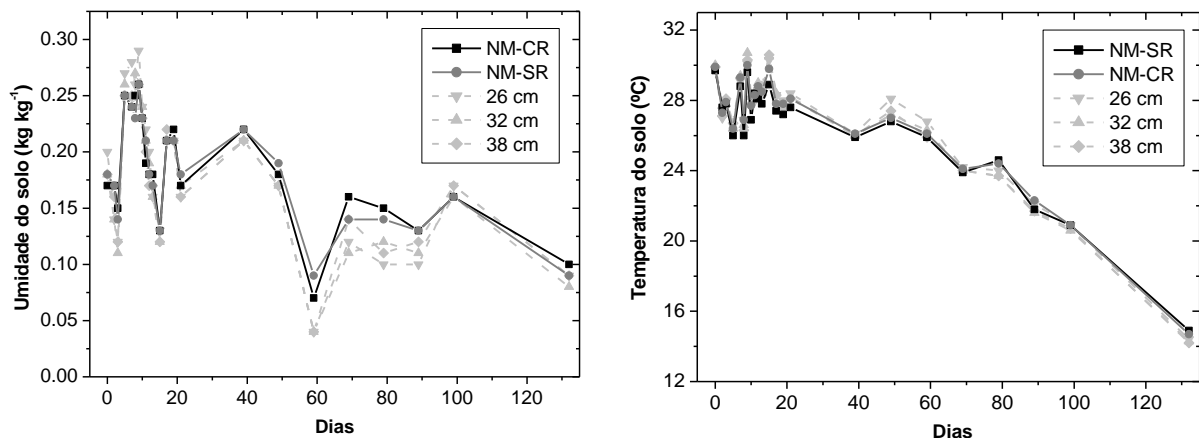 Umidade do solo (kg kg⁻¹)
0.30
0.25
0.20
0.15
0.10
0.05
0.00
NM-CR
NM-SR
26 cm
32 cm
38 cm
0 20 40 60 80 100 120
Dias
Temperatura do solo (ºC)
32
28
24
20
16
12
NM-SR
NM-CR
26 cm
32 cm
38 cm
0 20 40 60 80 100 120
Dias